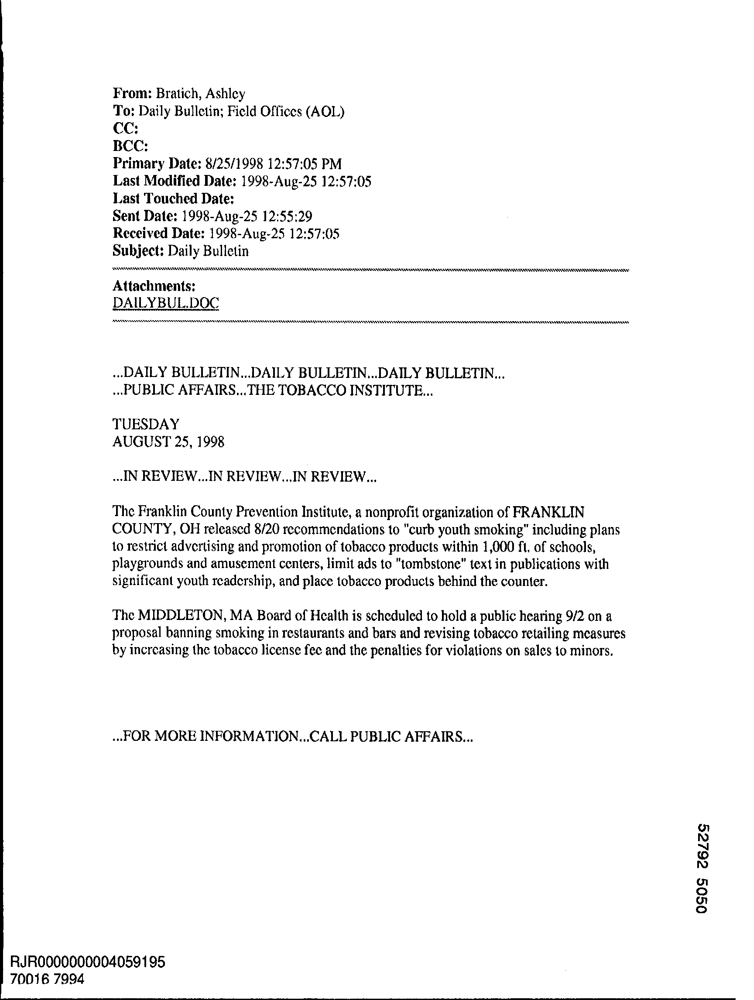 From: Bratich, Ashley
To: Daily Bulletin; Field Offices (AOL)
CC:
BCC:
Primary Date: 8/25/1998 12:57:05 PM
Last Modified Date: 1998-Aug-25 12:57:05
Last Touched Date:
Sent Date: 1998-Aug-25 12:55:29
Received Date: 1998-Aug-25 12:57:05
Subject: Daily Bulletin
Attachments:
DAILYBUL.DOC
...DAILY BULLETIN...DAILY BULLETIN...DAILY BULLETIN...
...PUBLIC AFFAIRS...THE TOBACCO INSTITUTE...
TUESDAY
AUGUST 25, 1998
...IN REVIEW...IN REVIEW...IN REVIEW...
The Franklin County Prevention Institute, a nonprofit organization of FRANKLIN
COUNTY, OH released 8/20 recommendations to "curb youth smoking" including plans
to restrict advertising and promotion of tobacco products within 1,000 ft. of schools,
playgrounds and amusement centers, limit ads to "tombstone" text in publications with
significant youth readership, and place tobacco products behind the counter.
The MIDDLETON, MA Board of Health is scheduled to hold a public hearing 9/2 on a
proposal banning smoking in restaurants and bars and revising tobacco retailing measures
by increasing the tobacco license fee and the penalties for violations on sales to minors.
...FOR MORE INFORMATION...CALL PUBLIC AFFAIRS...
52792 5050
RJR0000000004059195
70016 7994